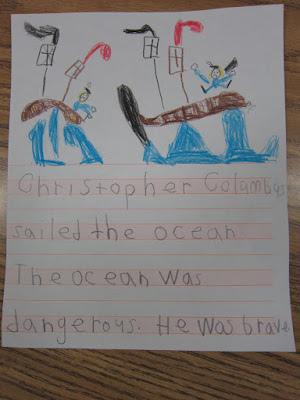 Christopher Columbus
sailed the ocean
The ocean was
dangerous. He was brave